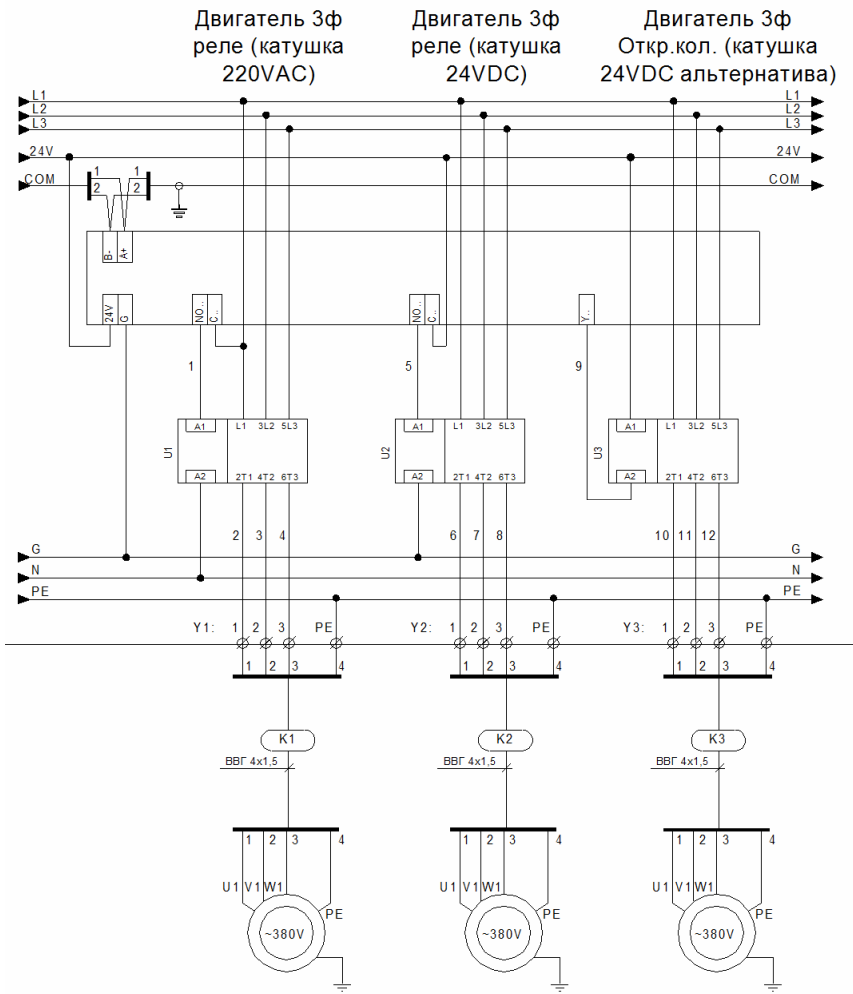 Двигатель 3ф Двигатель 3ф Двигатель 3ф
реле (катушка реле (катушка Откр.кол. (катушка
220VAC) 24VDC) 24VDC альтернатива)
L1 L1
L2 L2
L3 L3
24V 24V
COM 1 2 1 2 COM
B- A+
24V G NO.. C.. NO.. C.. Y..
1 5 9
U1 A1 L1 3L2 5L3 U2 A1 L1 3L2 5L3 U3 A1 L1 3L2 5L3
A2 2T1 4T2 6T3 A2 2T1 4T2 6T3 A2 2T1 4T2 6T3
2 3 4 6 7 8 10 11 12
G G
N N
PE PE
Y1: 1 2 3 PE Y2: 1 2 3 PE Y3: 1 2 3 PE
1 2 3 4 1 2 3 4 1 2 3 4
K1 K2 K3
ВВГ 4x1,5 ВВГ 4x1,5 ВВГ 4x1,5
1 2 3 4 1 2 3 4 1 2 3 4
U1 V1 W1 U1 V1 W1 U1 V1 W1
PE PE PE
~380V ~380V ~380V